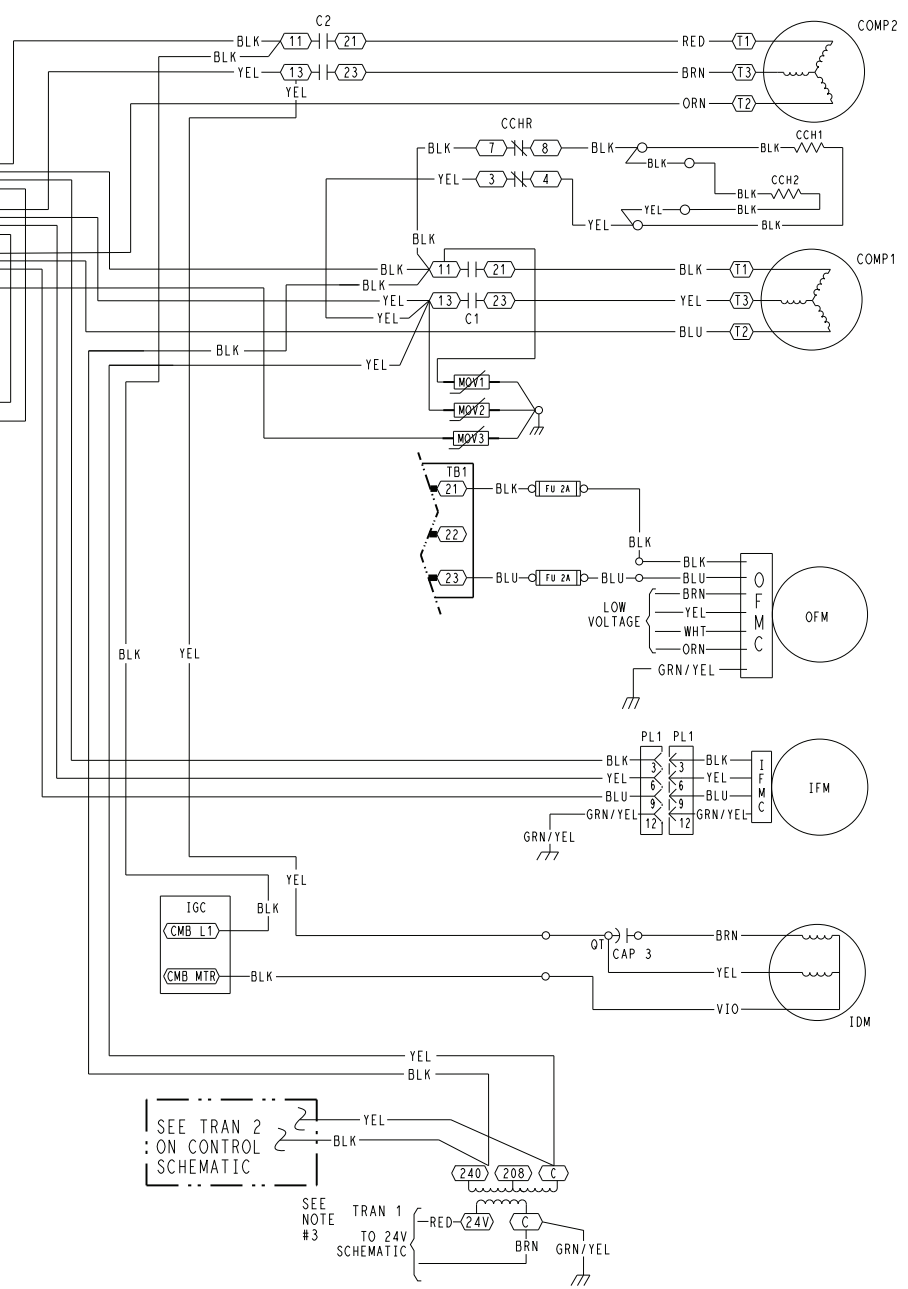 C2
COMP2
BLK 11 21 RED T1
BLK
YEL 13 23 BRN T3
YEL
ORN T2
CCHR
CCH1
BLK 7 8 BLK BLK
BLK
YEL 3 4 CCH2
BLK
YEL BLK
YEL BLK
BLK
COMP1
BLK 11 21 BLK T1
BLK
YEL 13 23 YEL T3
YEL C1
BLU T2
BLK
YEL
MOV1
MOV2
MOV3
TB1
21 BLK FU 2A
22
BLK
BLK
23 BLU FU 2A BLU BLU
BRN
LOW VOLTAGE
YEL
WHT
ORN
GRN/YEL
OFMC
OFM
BLK YEL
PL1 PL1
BLK 3 3 BLK
YEL 6 6 YEL
BLU 9 9 BLU
GRN/YEL 12 12 GRN/YEL
GRN/YEL
IFMC
IFM
YEL
IGC BLK
CMB L1
QT CAP 3 BRN
CMB MTR BLK YEL
VIO
IDM
YEL
BLK
SEE TRAN 2
ON CONTROL
SCHEMATIC
YEL
BLK
240 208 C
SEE
NOTE
#3
TRAN 1
RED 24V C
TO 24V
SCHEMATIC
BRN GRN/YEL